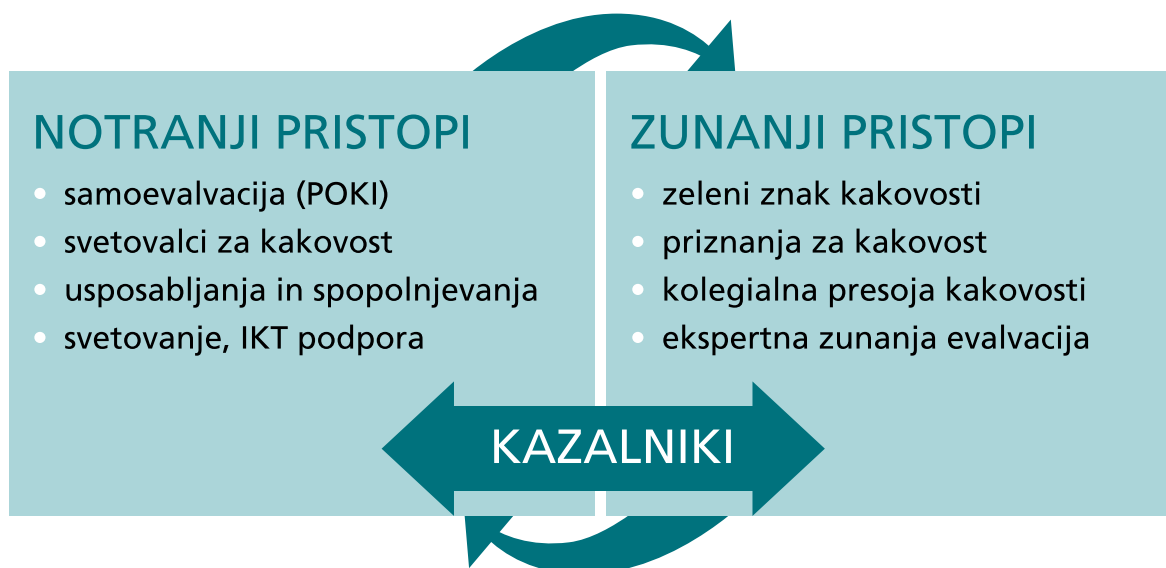 NOTRANJI PRISTOPI
• samoevalvacija (POKI)
• svetovalci za kakovost
• usposabljanja in spopolnjevanja
• svetovanje, IKT podpora
ZUNANJI PRISTOPI
• zeleni znak kakovosti
• priznanja za kakovost
• kolegialna presoja kakovosti
• ekspertna zunanja evalvacija
KAZALNIKI